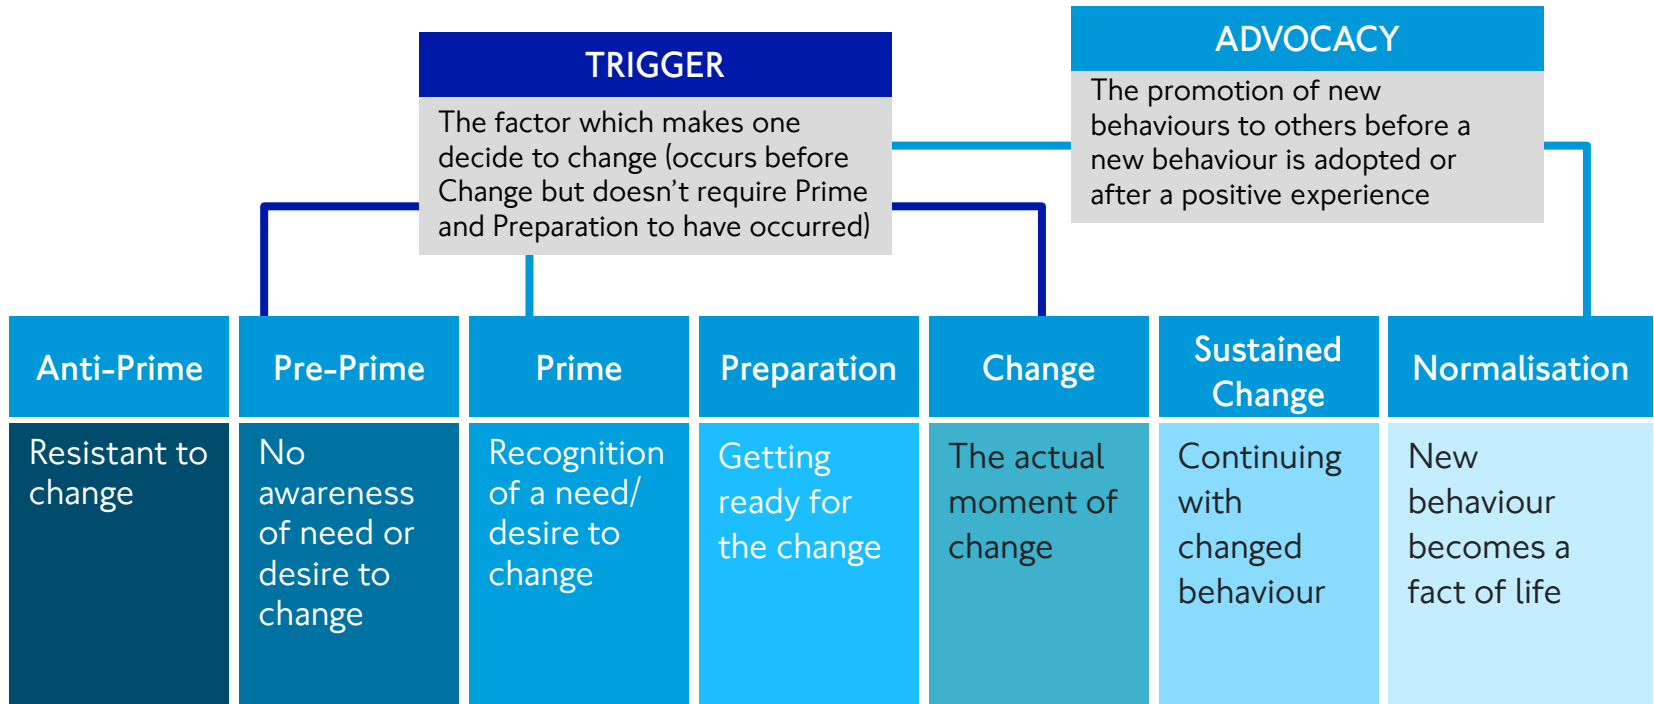 TRIGGER
The factor which makes one
decide to change (occurs before
Change but doesn’t require Prime
and Preparation to have occurred)
ADVOCACY
The promotion of new
behaviours to others before a
new behaviour is adopted or
after a positive experience
Anti-Prime
Resistant to
change
Pre-Prime
No
awareness
of need or
desire to
change
Prime
Recognition
of a need/
desire to
change
Preparation
Getting
ready for
the change
Change
The actual
moment of
change
Sustained
Change
Continuing
with
changed
behaviour
Normalisation
New
behaviour
becomes a
fact of life